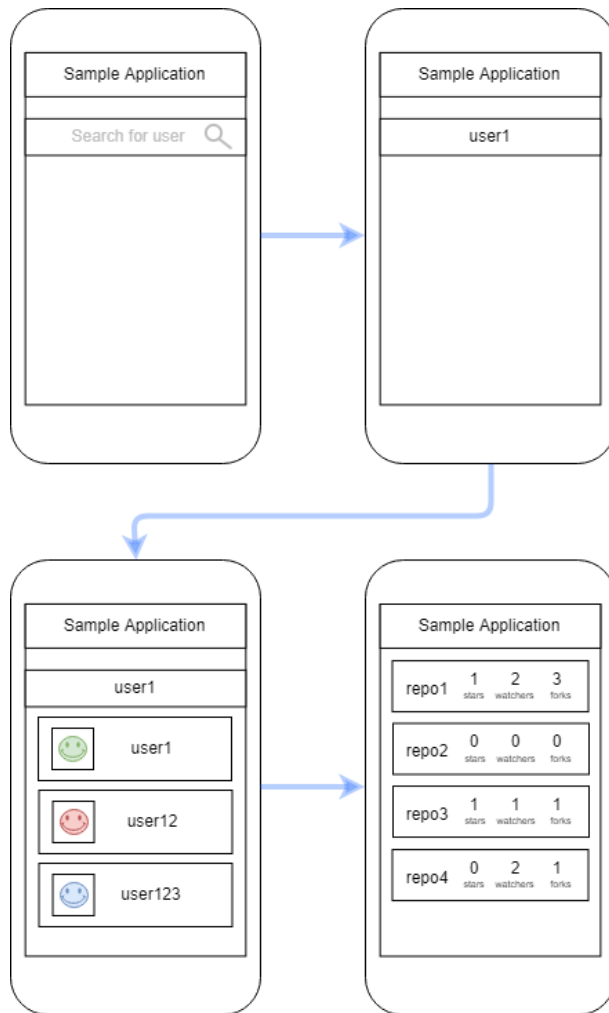 Sample Application
Search for user
Sample Application
user1
Sample Application
user1
user1
user12
user123
Sample Application
repo1 1 2 3
stars watchers forks
repo2 0 0 0
stars watchers forks
repo3 1 1 1
stars watchers forks
repo4 0 2 1
stars watchers forks